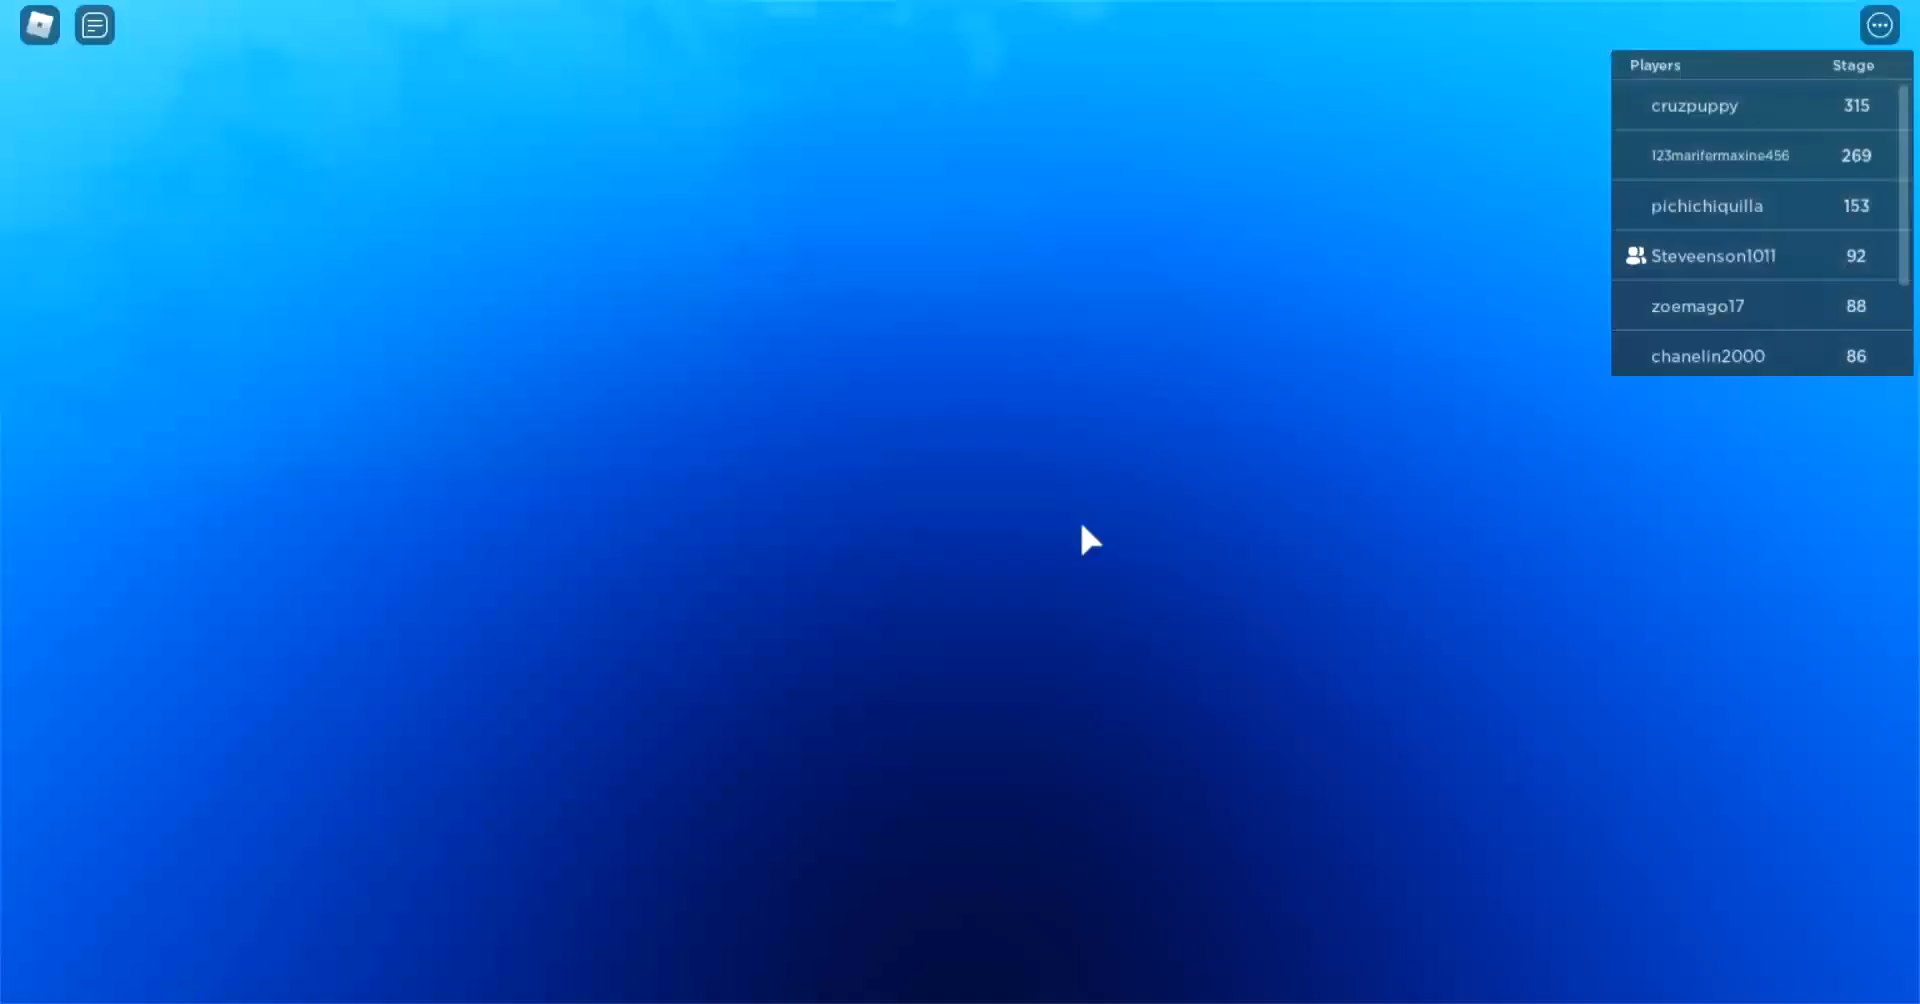 Players Stage
cruzpuppy 315
123marifermaxine456 269
pichichiquilla 153
Steveenson1011 92
zoemago17 88
chanelin2000 86